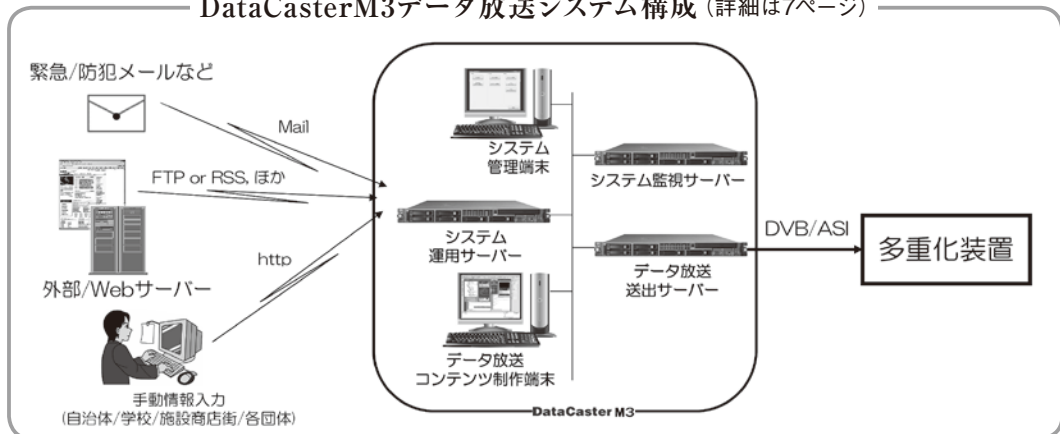 DataCasterM3データ放送システム構成(詳細は7ページ)
緊急/防犯メールなど
Mail
FTP or RSS, ほか
外部/Webサーバー
http
手動情報入力
(自治体/学校/施設商店街/各団体)
システム
管理端末
システム監視サーバー
システム
運用サーバー
データ放送
送出サーバー
データ放送
コンテンツ制作端末
DataCaster M3
DVB/ASI
多重化装置